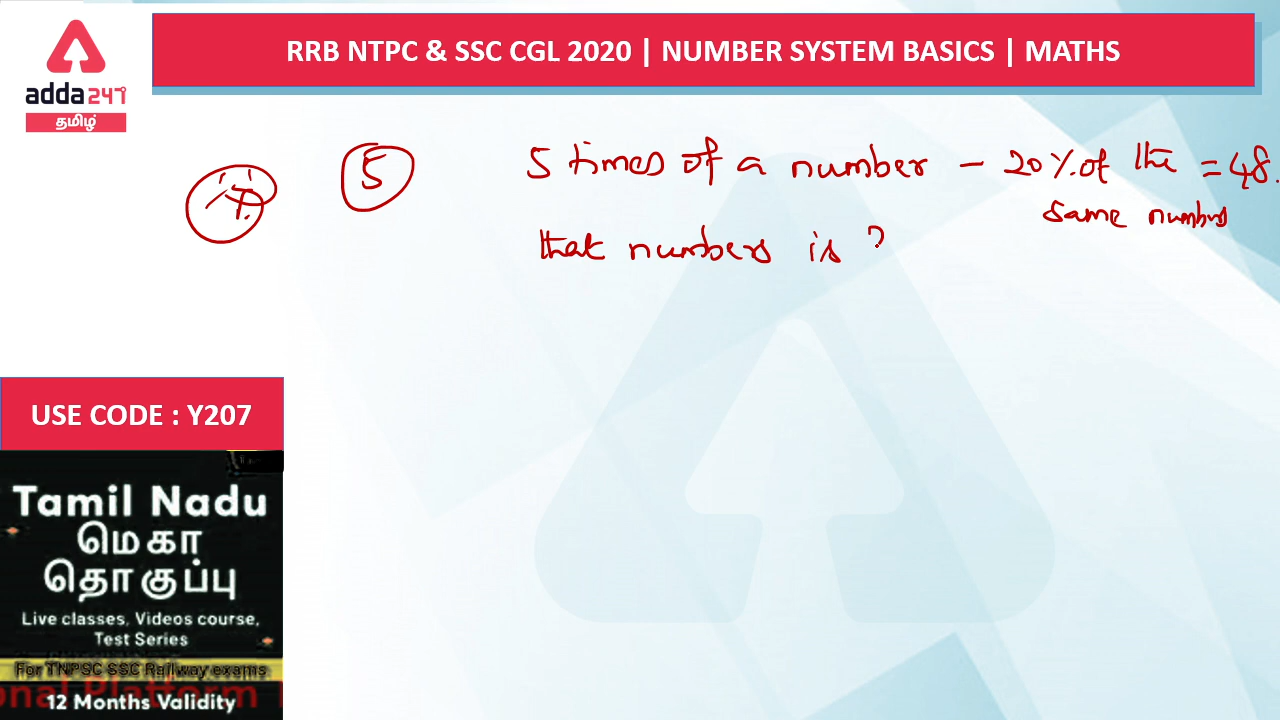 RRB NTPC & SSC CGL 2020 | NUMBER SYSTEM BASICS | MATHS
adda247
தமிழ்
5 5 times of a number - 20% of the = 48.
same number
that numbers is ?
USE CODE : Y207
Tamil Nadu
மெகா
தொகுப்பு
Live classes, Videos course,
Test Series
For TNPSC SSC Railway exams
12 Months Validity